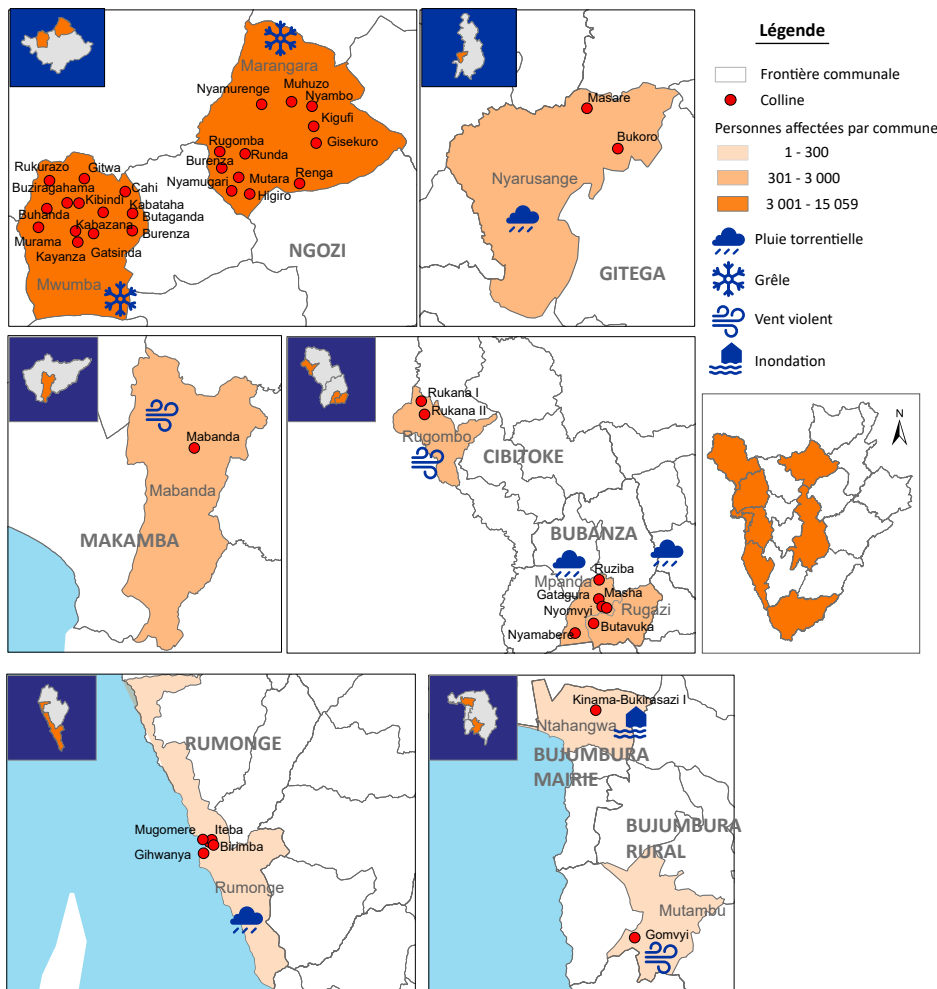 Marangara
Nyamurenge
Muhuzo
Nyambo
Kigufi
Gisekuro
Rugomba
Runda
Burenza
Mutara
Renga
Nyamugari
Higiro
Rukurazo
Gitwa
Buziragahama
Cahi
Kibindi
Kabataha
Buhanda
Butaganda
Kabazana
Burenza
Murama
Gatsinda
Kayanza
Mwumba
NGOZI
Masare
Bukoro
Nyarusange
GITEGA
Légende
Frontière communale
Colline
Personnes affectées par commune
1 - 300
301 - 3 000
3 001 - 15 059
Pluie torrentielle
Grêle
Vent violent
Inondation
Mabanda
Mabanda
MAKAMBA
Rukana I
Rukana II
Rugombo
CIBITOKE
BUBANZA
Ruziba
Mpanda
Gatagura
Masha
Nyomvyi
Rugazi
Butavuka
Nyamabere
N
RUMONGE
Mugomere
Iteba
Birimba
Gihwanya
Rumonge
Kinama-Bukirasazi I
Ntahangwa
BUJUMBURA
MAIRIE
BUJUMBURA
RURAL
Mutambu
Gomvyi